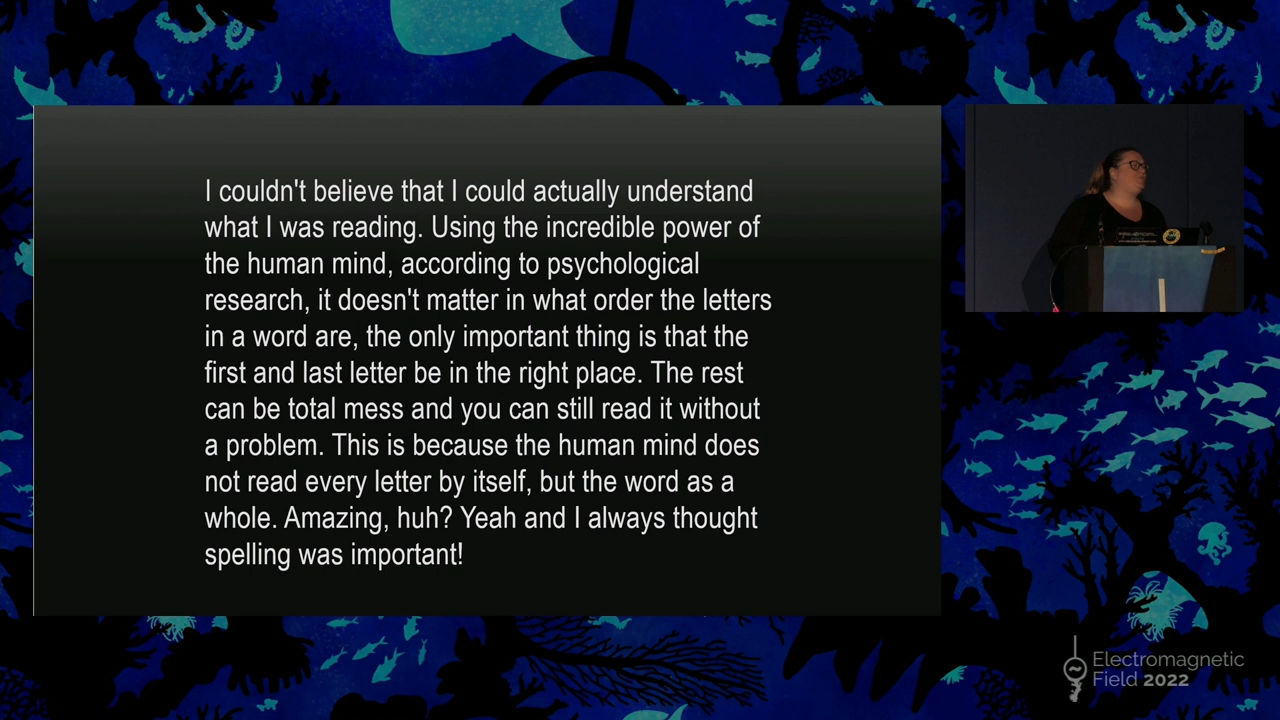 I couldn't believe that I could actually understand
what I was reading. Using the incredible power of
the human mind, according to psychological
research, it doesn't matter in what order the letters
in a word are, the only important thing is that the
first and last letter be in the right place. The rest
can be total mess and you can still read it without
a problem. This is because the human mind does
not read every letter by itself, but the word as a
whole. Amazing, huh? Yeah and I always thought
spelling was important!
Electromagnetic
Field 2022